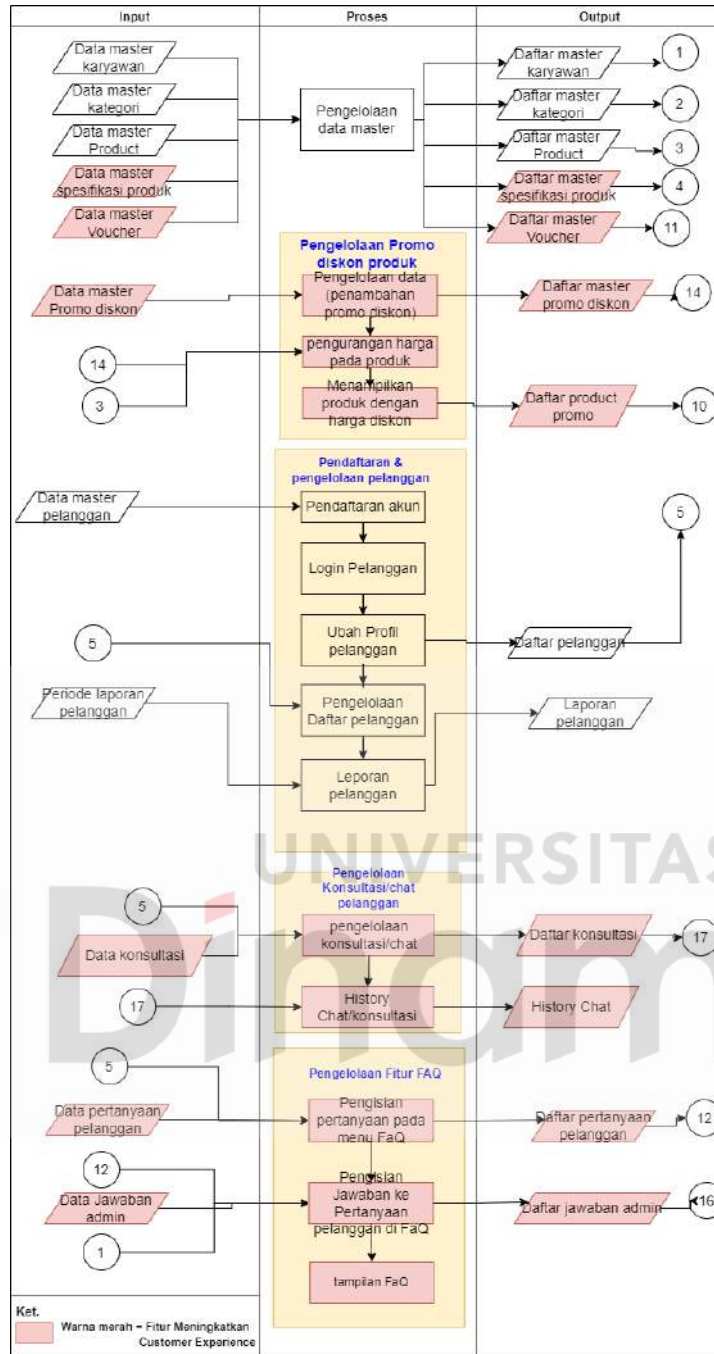 Input
Proses
Output
Data master
karyawan
Data master
kategori
Data master
Product
Data master
spesifikasi produk
Data master
Voucher
Pengelolaan
data master
Daftar master
karyawan
1
Daftar master
kategori
2
Daftar master
Product
3
Daftar master
spesifikasi produk
4
Daftar master
Voucher
11
Pengelolaan Promo
diskon produk
Data master
Promo diskon
Pengelolaan data
(penambahan
promo diskon)
Daftar master
promo diskon
14
14
3
pengurangan harga
pada produk
Menampilkan
produk dengan
harga diskon
Daftar product
promo
10
Pendaftaran &
pengelolaan pelanggan
Data master
pelanggan
Pendaftaran akun
5
Login Pelanggan
5
Ubah Profil
pelanggan
Daftar pelanggan
Periode laporan
pelanggan
Pengelolaan
Daftar pelanggan
Laporan
pelanggan
Leporan
pelanggan
UNIVERSITAS
Dinam
Pengelolaan
Konsultasi/chat
pelanggan
5
Data konsultasi
pengelolaan
konsultasi/chat
Daftar konsultasi
17
17
History
Chat/konsultasi
History Chat
Pengelolaan Fitur FAQ
5
Data pertanyaan
pelanggan
Pengisian
pertanyaan pada
menu FaQ
Daftar pertanyaan
pelanggan
12
12
Data Jawaban
admin
1
Pengisian
Jawaban ke
Pertanyaan
pelanggan di FaQ
Daftar jawaban admin
16
tampilan FaQ
Ket.
Warna merah = Fitur Meningkatkan
Customer Experience